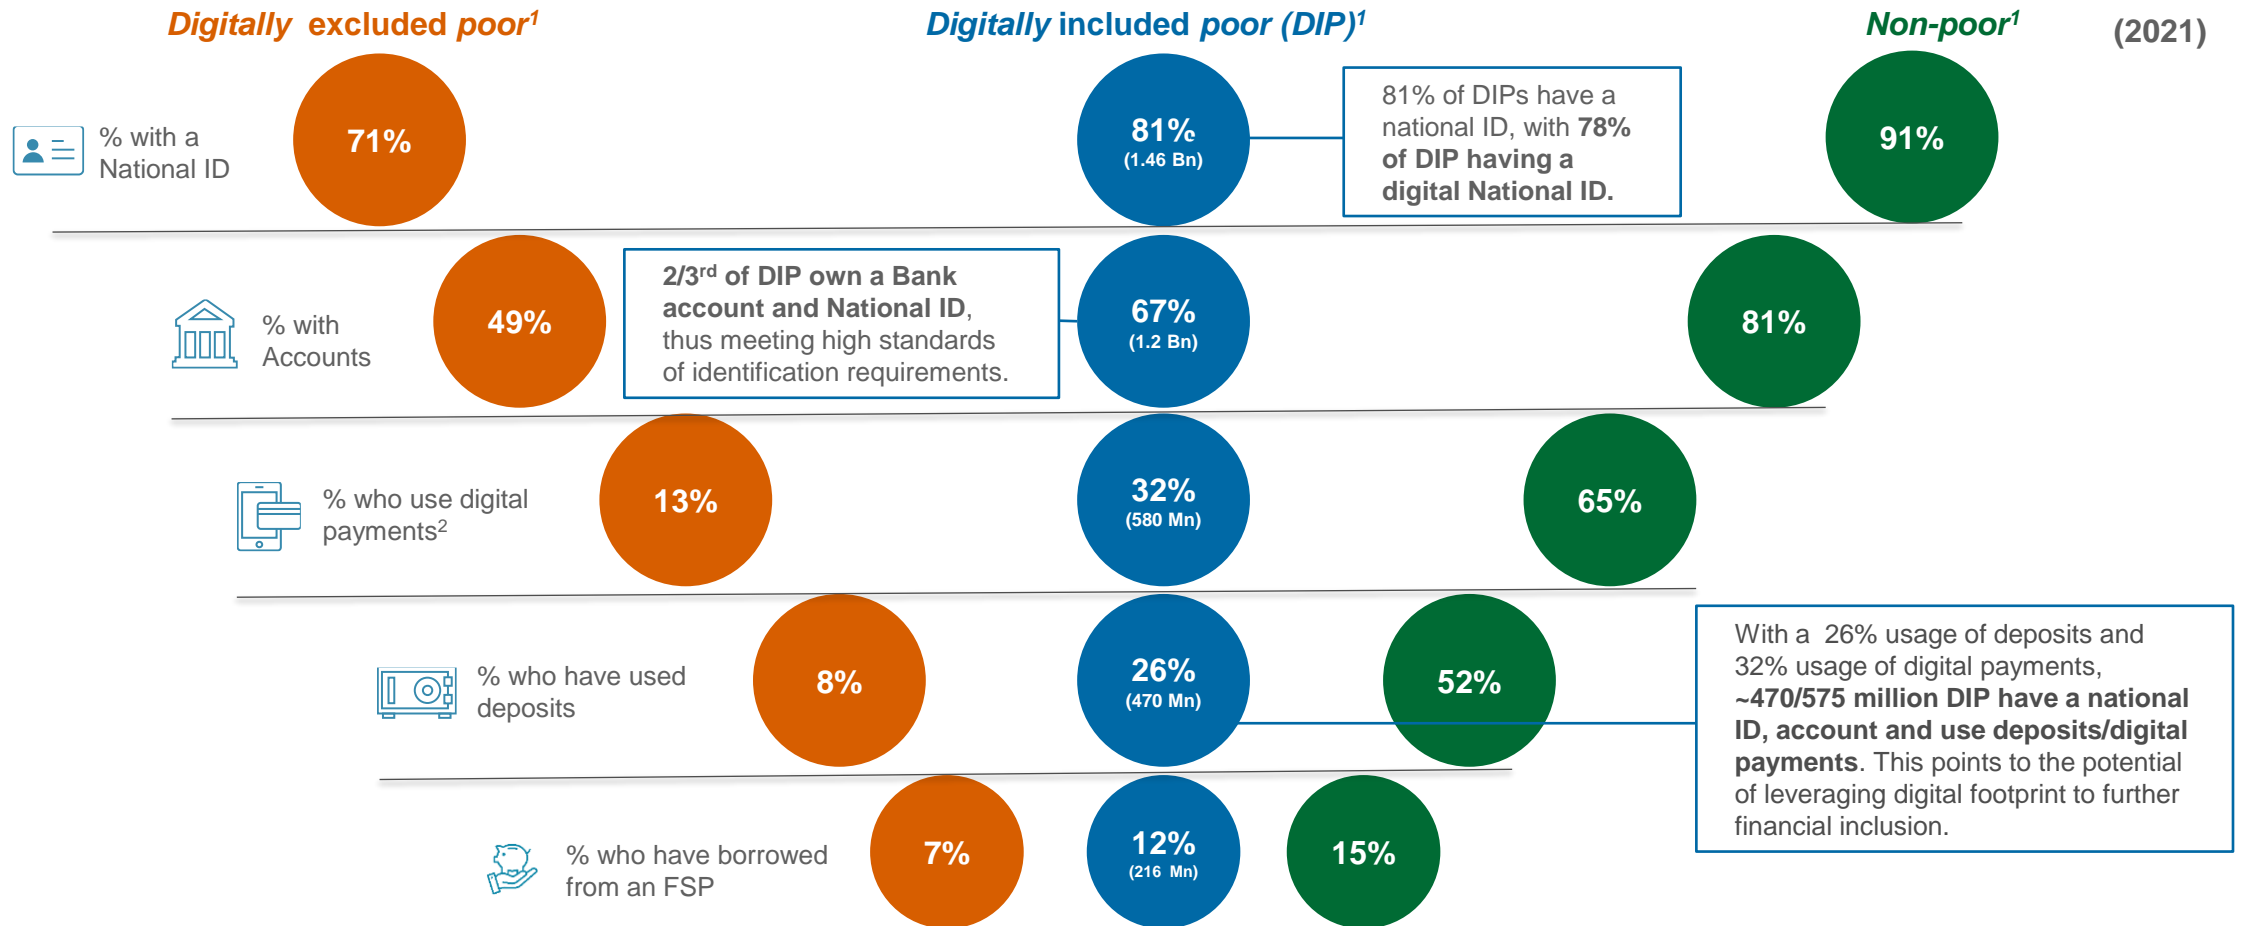 Digitally excluded poor1
Digitally included poor (DIP)1
Non-poor1
(2021)
% with a
National ID
71%
81%
(1.46 Bn)
81% of DIPs have a
national ID, with 78%
of DIP having a
digital National ID.
91%
% with
Accounts
49%
2/3rd of DIP own a Bank
account and National ID,
thus meeting high standards
of identification requirements.
67%
(1.2 Bn)
81%
% who use digital
payments2
13%
32%
(580 Mn)
65%
% who have used
deposits
8%
26%
(470 Mn)
52%
With a 26% usage of deposits and
32% usage of digital payments,
~470/575 million DIP have a national
ID, account and use deposits/digital
payments. This points to the potential
of leveraging digital footprint to further
financial inclusion.
% who have borrowed
from an FSP
7%
12%
(216 Mn)
15%